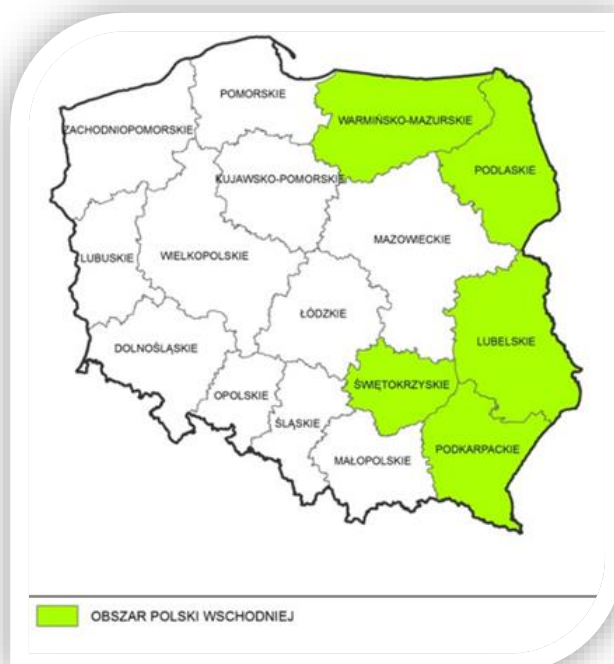 POMORSKIE
WARMIŃSKO-MAZURSKIE
ZACHODNIOPOMORSKIE
PODLASKIE
KUJAWSKO-POMORSKIE
MAZOWIECKIE
LUBUSKIE
WIELKOPOLSKIE
ŁÓDZKIE
LUBELSKIE
DOLNOŚLĄSKIE
ŚWIĘTOKRZYSKIE
OPOLSKIE
ŚLĄSKIE
PODKARPACKIE
MAŁOPOLSKIE
OBSZAR POLSKI WSCHODNIEJ